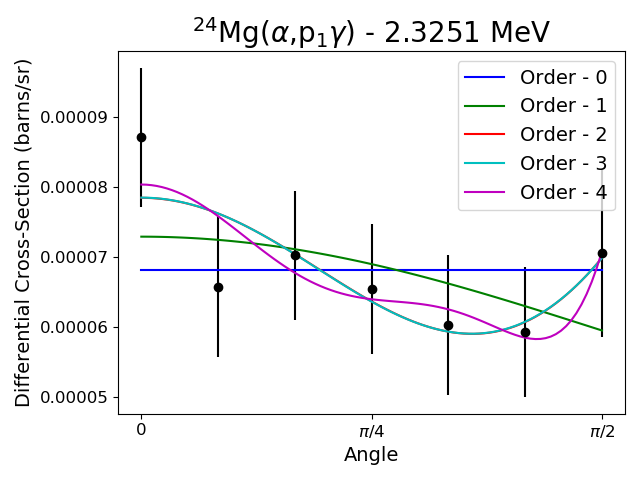 ²⁴Mg(α,p₁γ) - 2.3251 MeV
Differential Cross-Section (barns/sr)
0.00009
0.00008
0.00007
0.00006
0.00005
Order - 0
Order - 1
Order - 2
Order - 3
Order - 4
0
π/4
π/2
Angle